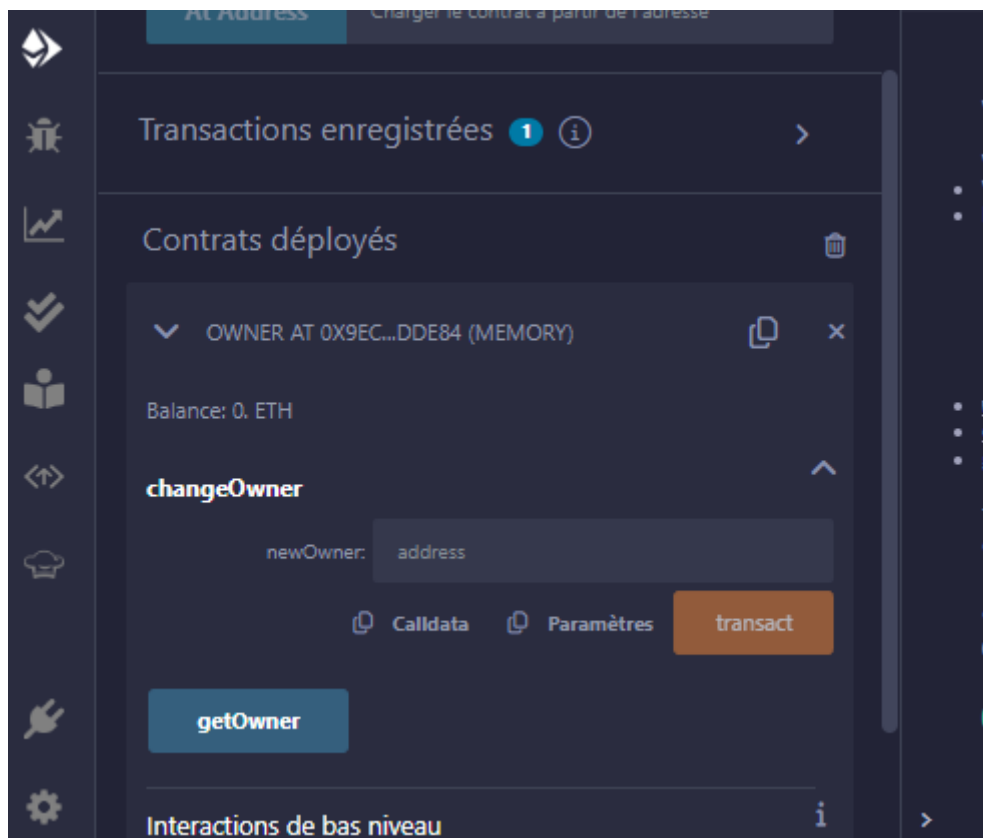 At Address Charger le contrat à partir de l'adresse
Transactions enregistrées 1
Contrats déployés
OWNER AT 0X9EC...DDE84 (MEMORY)
Balance: 0. ETH
changeOwner
newOwner: address
Calldata Paramètres transact
getOwner
Interactions de bas niveau